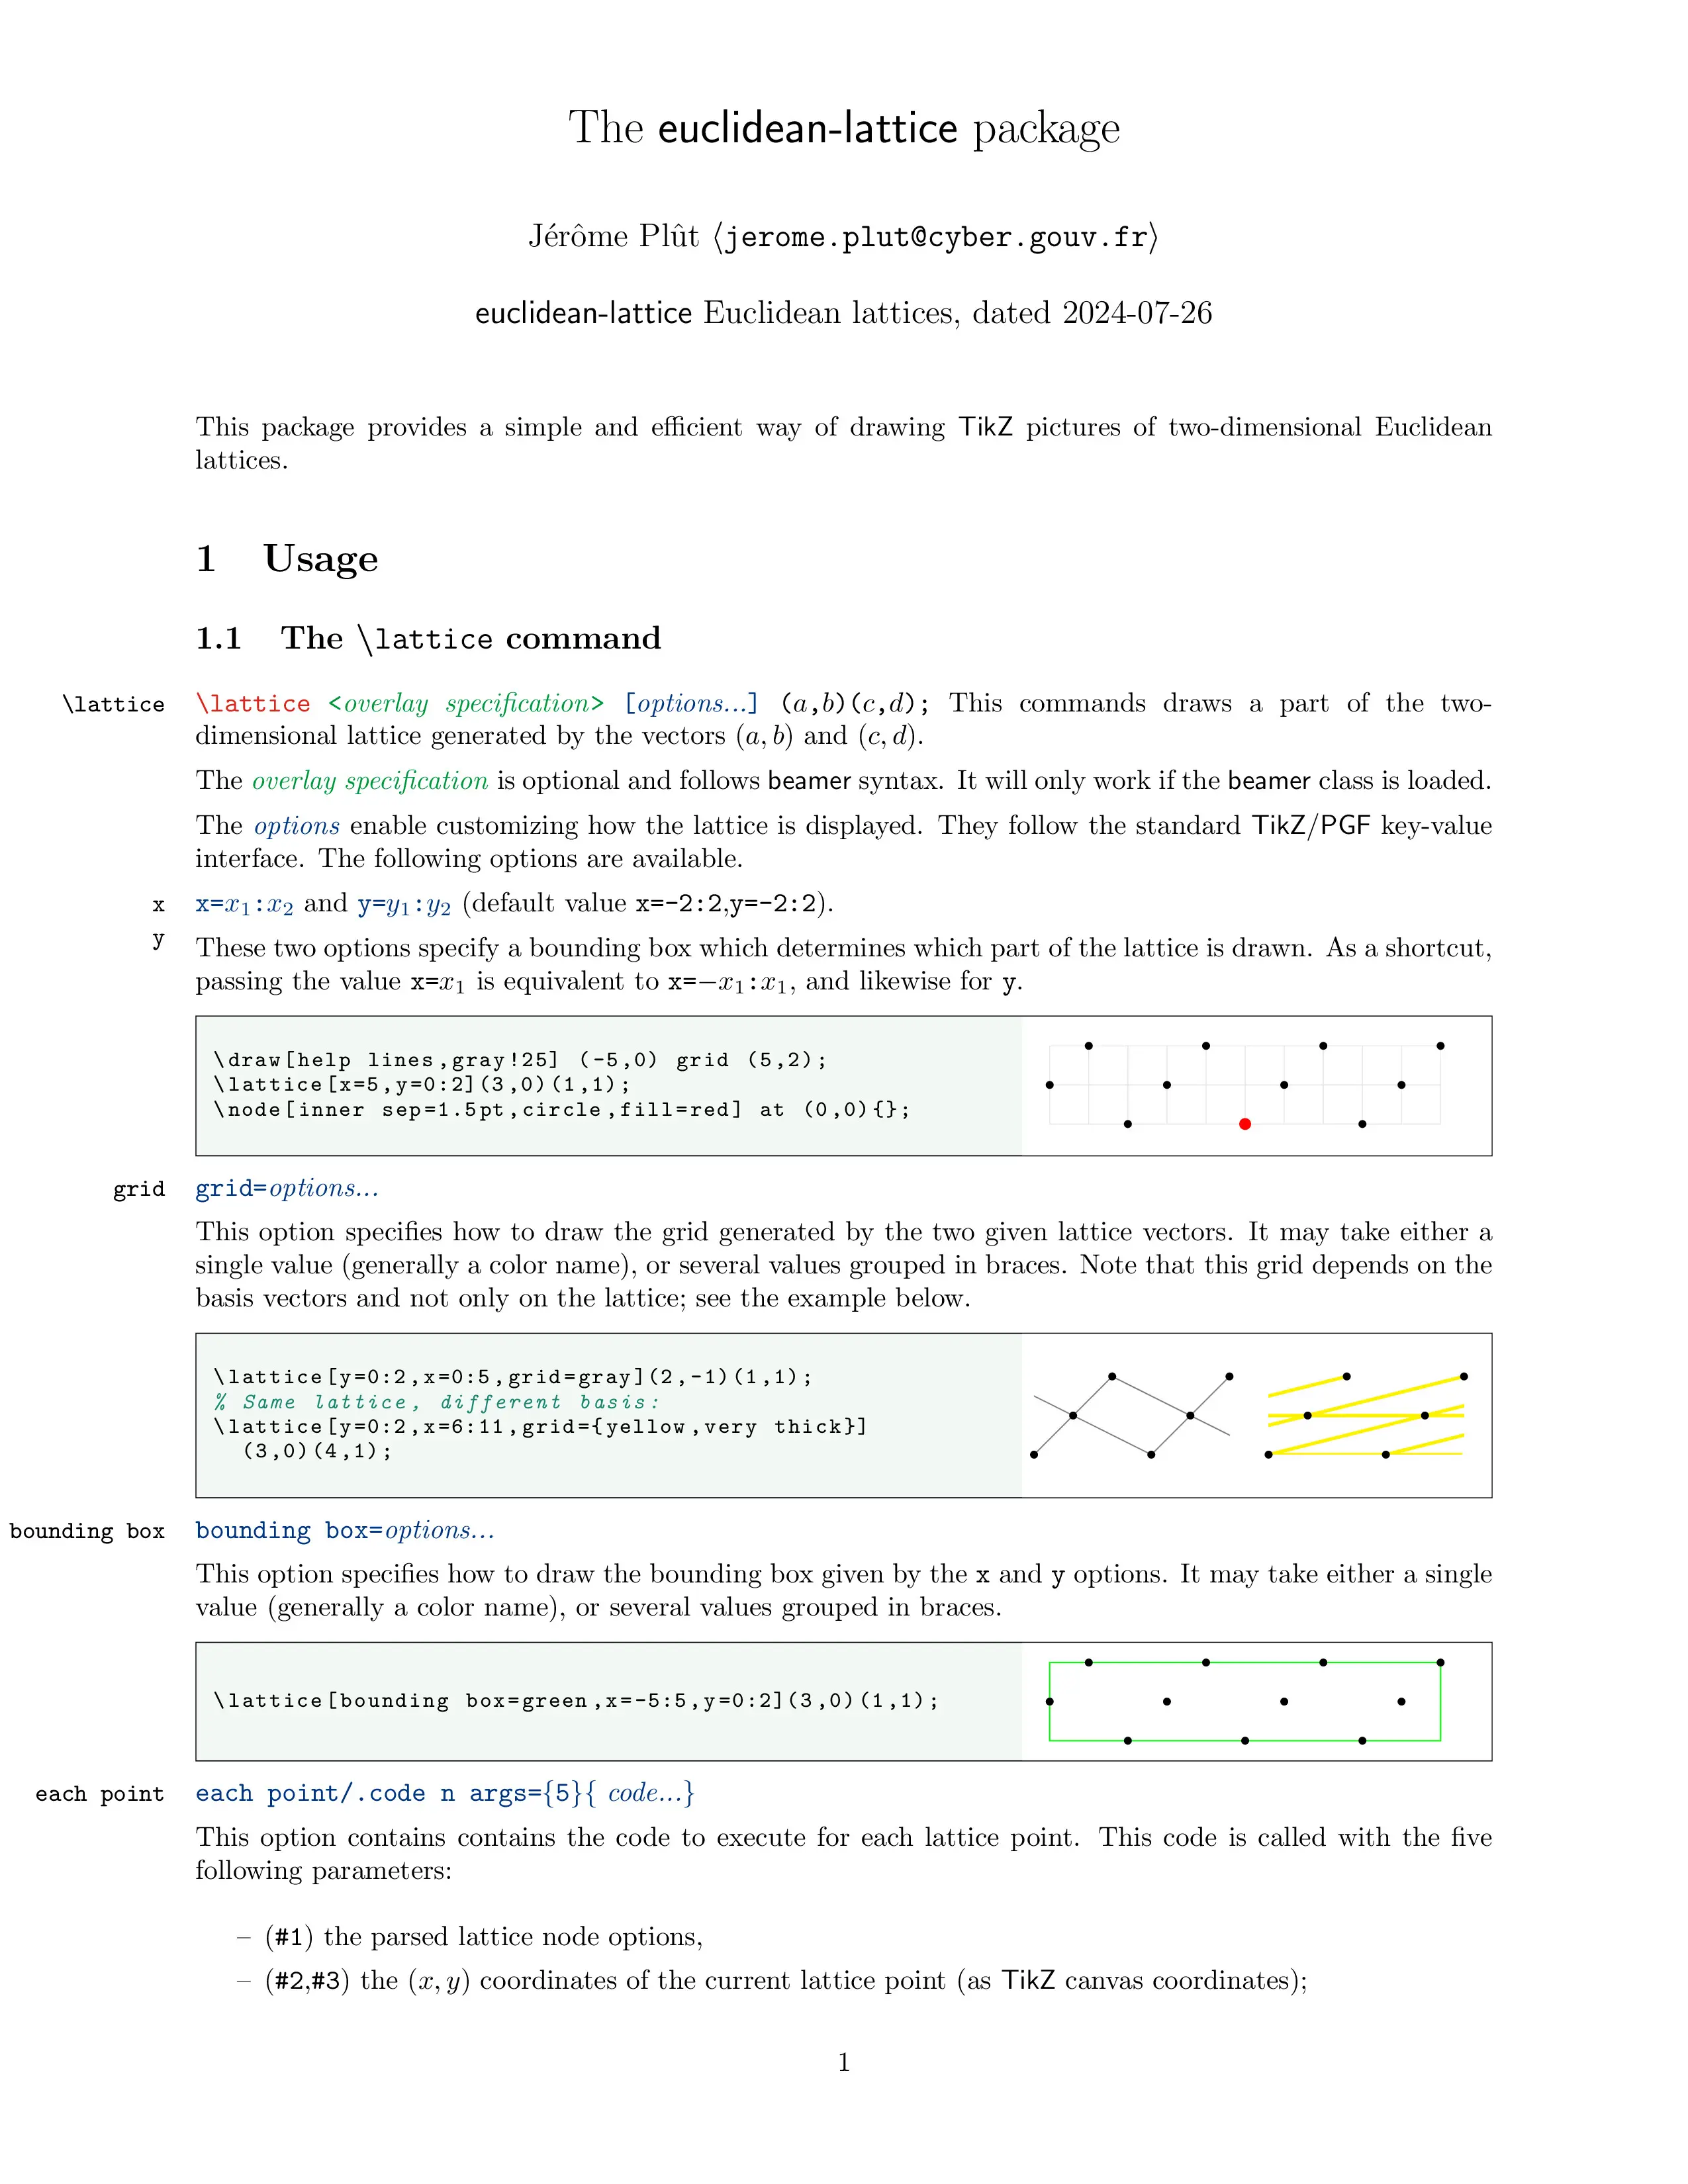 The euclidean-lattice package
Jérôme Plût ⟨jerome.plut@cyber.gouv.fr⟩
euclidean-lattice Euclidean lattices, dated 2024-07-26
This package provides a simple and efficient way of drawing TikZ pictures of two-dimensional Euclidean
lattices.
1 Usage
1.1 The \lattice command
\lattice \lattice <overlay specification> [options...] (a,b)(c,d); This commands draws a part of the two-
dimensional lattice generated by the vectors (a, b) and (c, d).
The overlay specification is optional and follows beamer syntax. It will only work if the beamer class is loaded.
The options enable customizing how the lattice is displayed. They follow the standard TikZ/PGF key-value
interface. The following options are available.
x x=x₁:x₂ and y=y₁:y₂ (default value x=-2:2,y=-2:2).
y
These two options specify a bounding box which determines which part of the lattice is drawn. As a shortcut,
passing the value x=x₁ is equivalent to x=−x₁:x₁, and likewise for y.
\draw[help lines,gray!25] (-5,0) grid (5,2);
\lattice[x=5,y=0:2](3,0)(1,1);
\node[inner sep=1.5pt,circle,fill=red] at (0,0){};
grid grid=options...
This option specifies how to draw the grid generated by the two given lattice vectors. It may take either a
single value (generally a color name), or several values grouped in braces. Note that this grid depends on the
basis vectors and not only on the lattice; see the example below.
\lattice[y=0:2,x=0:5,grid=gray](2,-1)(1,1);
% Same lattice, different basis:
\lattice[y=0:2,x=6:11,grid={yellow,very thick}]
(3,0)(4,1);
bounding box bounding box=options...
This option specifies how to draw the bounding box given by the x and y options. It may take either a single
value (generally a color name), or several values grouped in braces.
\lattice[bounding box=green,x=-5:5,y=0:2](3,0)(1,1);
each point each point/.code n args={5}{ code...}
This option contains contains the code to execute for each lattice point. This code is called with the five
following parameters:
– (#1) the parsed lattice node options,
– (#2,#3) the (x, y) coordinates of the current lattice point (as TikZ canvas coordinates);
1